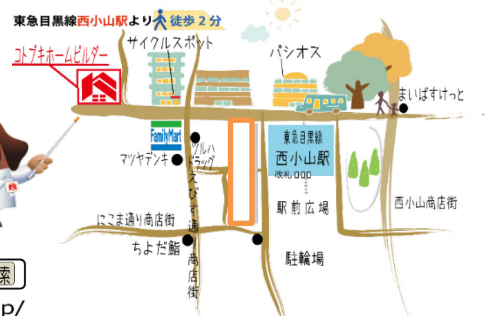 東急目黒線西小山駅より徒歩2分
サイクルスポット
コトブキホームビルダー
パシオス
まいばすけっと
FamilyMart
ツルハ
ドラッグ
マツヤデンキ
東急目黒線
西小山駅
改札
えびす通商店街
駅前広場
西小山商店街
にこま通り商店街
ちよだ鮨
駐輪場
索
p/